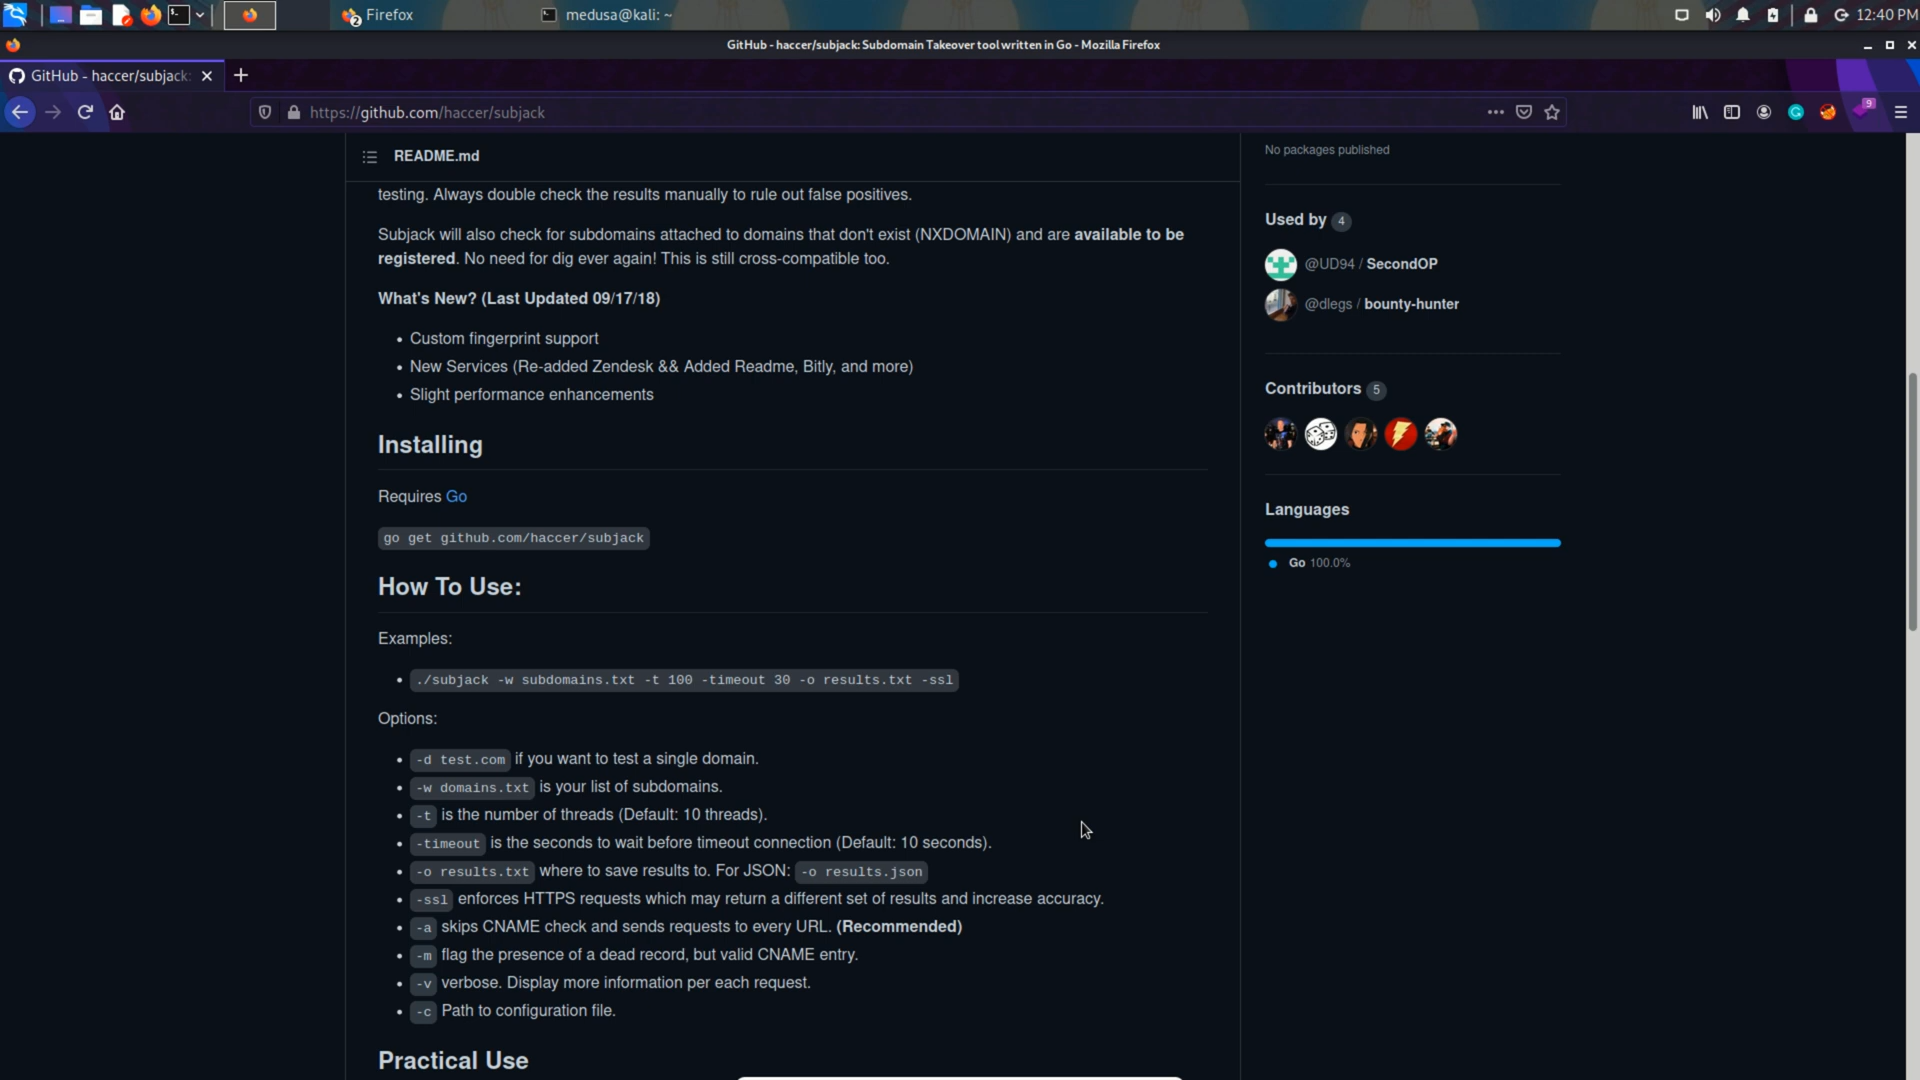 Firefox
2
medusa@kali: ~
12:40 PM
GitHub - haccer/subjack: Subdomain Takeover tool written in Go - Mozilla Firefox
GitHub - haccer/subjack:
https://github.com/haccer/subjack
9
README.md
testing. Always double check the results manually to rule out false positives.
Subjack will also check for subdomains attached to domains that don't exist (NXDOMAIN) and are available to be
registered. No need for dig ever again! This is still cross-compatible too.
What's New? (Last Updated 09/17/18)
Custom fingerprint support
New Services (Re-added Zendesk && Added Readme, Bitly, and more)
Slight performance enhancements
Installing
Requires Go
go get github.com/haccer/subjack
How To Use:
Examples:
./subjack -w subdomains.txt -t 100 -timeout 30 -o results.txt -ssl
Options:
-d test.com if you want to test a single domain.
-w domains.txt is your list of subdomains.
-t is the number of threads (Default: 10 threads).
-timeout is the seconds to wait before timeout connection (Default: 10 seconds).
-o results.txt where to save results to. For JSON: -o results.json
-ssl enforces HTTPS requests which may return a different set of results and increase accuracy.
-a skips CNAME check and sends requests to every URL. (Recommended)
-m flag the presence of a dead record, but valid CNAME entry.
-v verbose. Display more information per each request.
-c Path to configuration file.
Practical Use
No packages published
Used by 4
@UD94 / SecondOP
@dlegs / bounty-hunter
Contributors 5
Languages
Go 100.0%